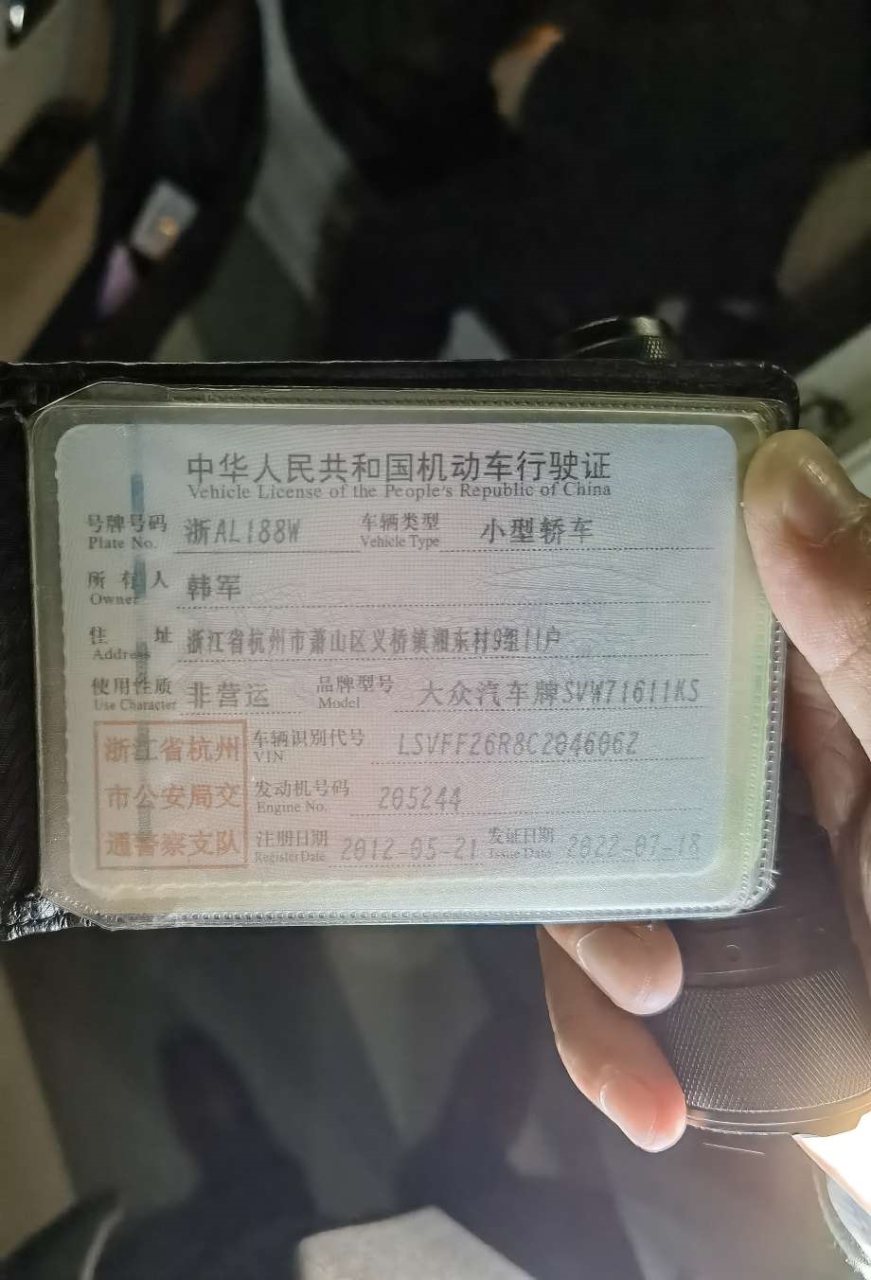 中华人民共和国机动车行驶证
Vehicle License of the People's Republic of China
号牌号码 浙AL188W 车辆类型 小型轿车
Plate No. Vehicle Type
所有人 韩军
Owner
住址 浙江省杭州市萧山区义桥镇湘东村9组11户
Address
使用性质 非营运 品牌型号 大众汽车牌SVW71611KS
Use Character Model
浙江省杭州
市公安局交
通警察支队
车辆识别代号 LSVFF26R8C2046062
VIN
发动机号码 205244
Engine No.
注册日期 2012-05-21 发证日期 2022-07-18
Register Date Issue Date